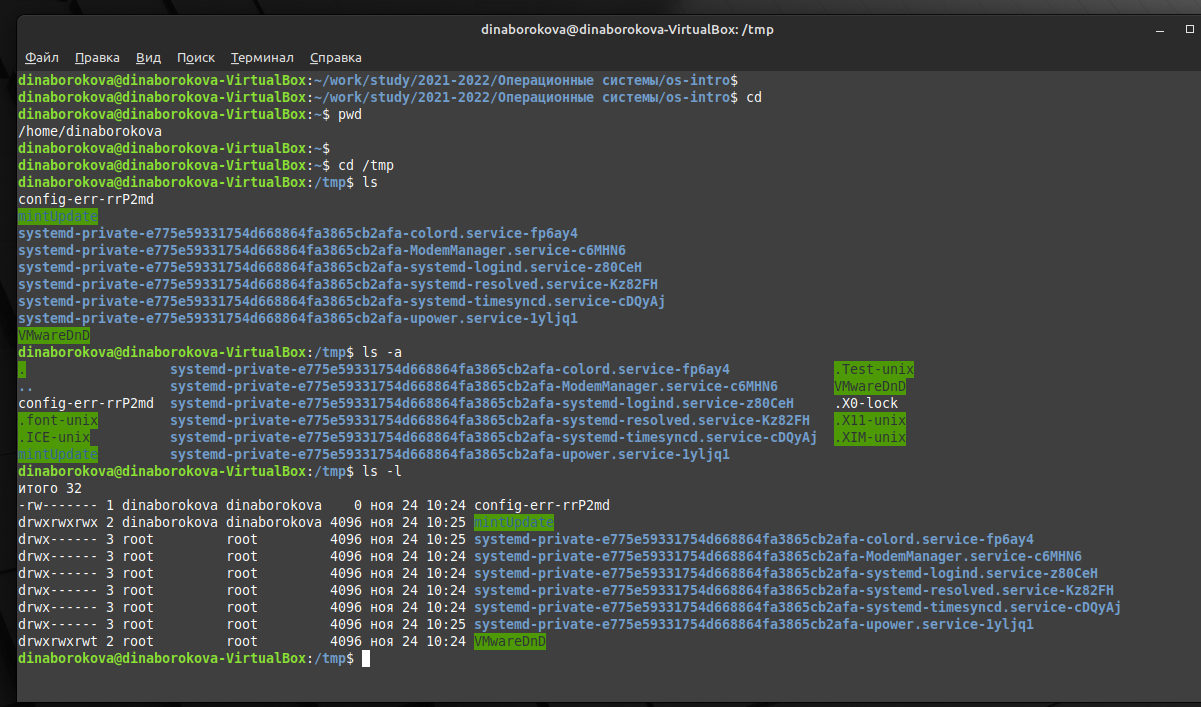 dinaborokova@dinaborokova-VirtualBox: /tmp
Файл Правка Вид Поиск Терминал Справка
dinaborokova@dinaborokova-VirtualBox:~/work/study/2021-2022/Операционные системы/os-intro$
dinaborokova@dinaborokova-VirtualBox:~/work/study/2021-2022/Операционные системы/os-intro$ cd
dinaborokova@dinaborokova-VirtualBox:~$ pwd
/home/dinaborokova
dinaborokova@dinaborokova-VirtualBox:~$
dinaborokova@dinaborokova-VirtualBox:~$ cd /tmp
dinaborokova@dinaborokova-VirtualBox:/tmp$ ls
config-err-rrP2md
mintUpdate
systemd-private-e775e59331754d668864fa3865cb2afa-colord.service-fp6ay4
systemd-private-e775e59331754d668864fa3865cb2afa-ModemManager.service-c6MHN6
systemd-private-e775e59331754d668864fa3865cb2afa-systemd-logind.service-z80CeH
systemd-private-e775e59331754d668864fa3865cb2afa-systemd-resolved.service-Kz82FH
systemd-private-e775e59331754d668864fa3865cb2afa-systemd-timesyncd.service-cDQyAj
systemd-private-e775e59331754d668864fa3865cb2afa-upower.service-1yljq1
VMwareDnD
dinaborokova@dinaborokova-VirtualBox:/tmp$ ls -a
. systemd-private-e775e59331754d668864fa3865cb2afa-colord.service-fp6ay4 .Test-unix
.. systemd-private-e775e59331754d668864fa3865cb2afa-ModemManager.service-c6MHN6 VMwareDnD
config-err-rrP2md systemd-private-e775e59331754d668864fa3865cb2afa-systemd-logind.service-z80CeH .X0-lock
.font-unix systemd-private-e775e59331754d668864fa3865cb2afa-systemd-resolved.service-Kz82FH .X11-unix
.ICE-unix systemd-private-e775e59331754d668864fa3865cb2afa-systemd-timesyncd.service-cDQyAj .XIM-unix
mintUpdate systemd-private-e775e59331754d668864fa3865cb2afa-upower.service-1yljq1
dinaborokova@dinaborokova-VirtualBox:/tmp$ ls -l
итого 32
-rw------- 1 dinaborokova dinaborokova 0 ноя 24 10:24 config-err-rrP2md
drwxrwxrwx 2 dinaborokova dinaborokova 4096 ноя 24 10:25 mintUpdate
drwx------ 3 root root 4096 ноя 24 10:25 systemd-private-e775e59331754d668864fa3865cb2afa-colord.service-fp6ay4
drwx------ 3 root root 4096 ноя 24 10:24 systemd-private-e775e59331754d668864fa3865cb2afa-ModemManager.service-c6MHN6
drwx------ 3 root root 4096 ноя 24 10:24 systemd-private-e775e59331754d668864fa3865cb2afa-systemd-logind.service-z80CeH
drwx------ 3 root root 4096 ноя 24 10:24 systemd-private-e775e59331754d668864fa3865cb2afa-systemd-resolved.service-Kz82FH
drwx------ 3 root root 4096 ноя 24 10:24 systemd-private-e775e59331754d668864fa3865cb2afa-systemd-timesyncd.service-cDQyAj
drwx------ 3 root root 4096 ноя 24 10:25 systemd-private-e775e59331754d668864fa3865cb2afa-upower.service-1yljq1
drwxrwxrwt 2 root root 4096 ноя 24 10:24 VMwareDnD
dinaborokova@dinaborokova-VirtualBox:/tmp$